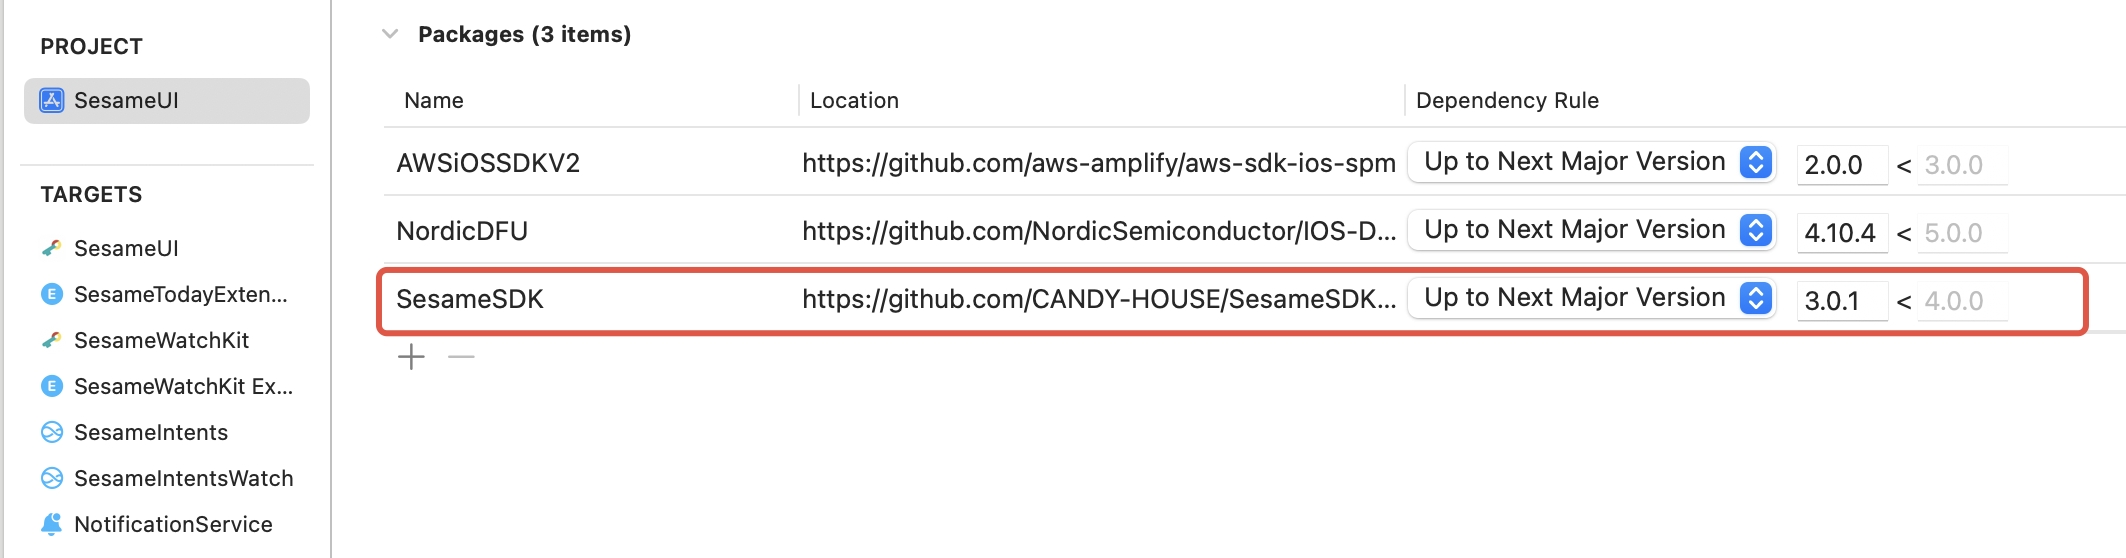 PROJECT
SesameUI
TARGETS
SesameUI
SesameTodayExten...
SesameWatchKit
SesameWatchKit Ex...
SesameIntents
SesameIntentsWatch
NotificationService
Packages (3 items)
Name Location Dependency Rule
AWSiOSSDKV2 https://github.com/aws-amplify/aws-sdk-ios-spm Up to Next Major Version 2.0.0 < 3.0.0
NordicDFU https://github.com/NordicSemiconductor/IOS-D... Up to Next Major Version 4.10.4 < 5.0.0
SesameSDK https://github.com/CANDY-HOUSE/SesameSDK... Up to Next Major Version 3.0.1 < 4.0.0